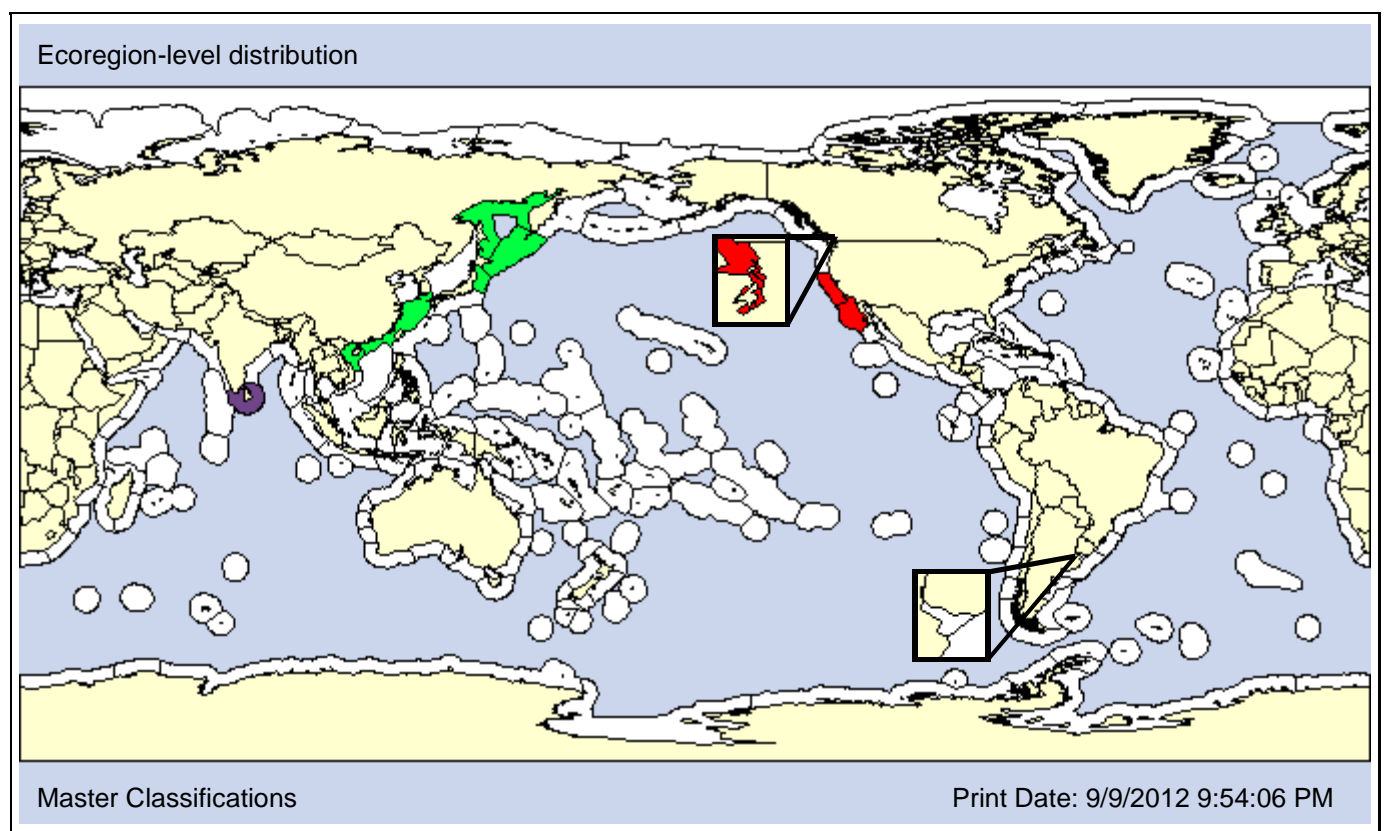 Ecoregion-level distribution
Master Classifications
Print Date: 9/9/2012 9:54:06 PM